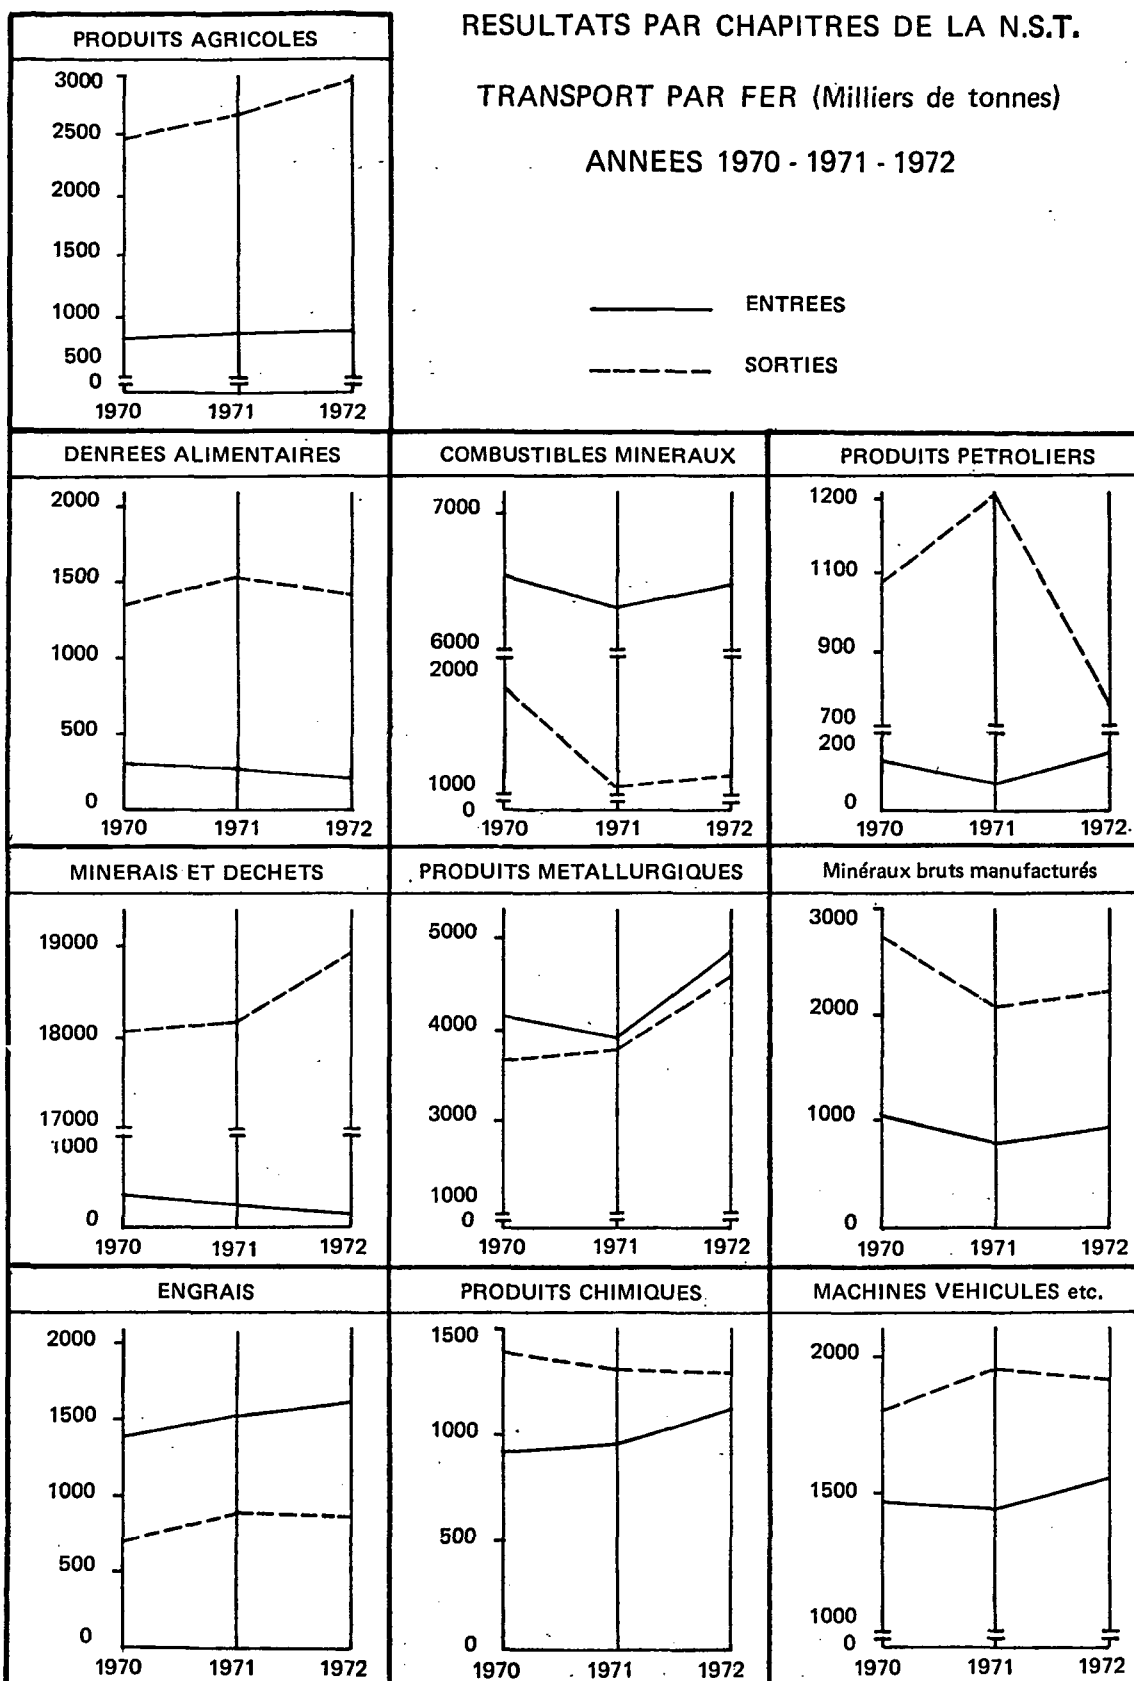 RESULTATS PAR CHAPITRES DE LA N.S.T.
TRANSPORT PAR FER (Milliers de tonnes)
ANNEES 1970 - 1971 - 1972
ENTREES
SORTIES
PRODUITS AGRICOLES
3000
2500
2000
1500
1000
500
0
1970 1971 1972
DENREES ALIMENTAIRES
2000
1500
1000
500
0
1970 1971 1972
COMBUSTIBLES MINERAUX
7000
6000
2000
1000
0
1970 1971 1972
PRODUITS PETROLIERS
1200
1100
900
700
200
0
1970 1971 1972
MINERAIS ET DECHETS
19000
18000
17000
1000
0
1970 1971 1972
PRODUITS METALLURGIQUES
5000
4000
3000
1000
0
1970 1971 1972
Minéraux bruts manufacturés
3000
2000
1000
0
1970 1971 1972
ENGRAIS
2000
1500
1000
500
0
1970 1971 1972
PRODUITS CHIMIQUES
1500
1000
500
0
1970 1971 1972
MACHINES VEHICULES etc.
2000
1500
1000
0
1970 1971 1972